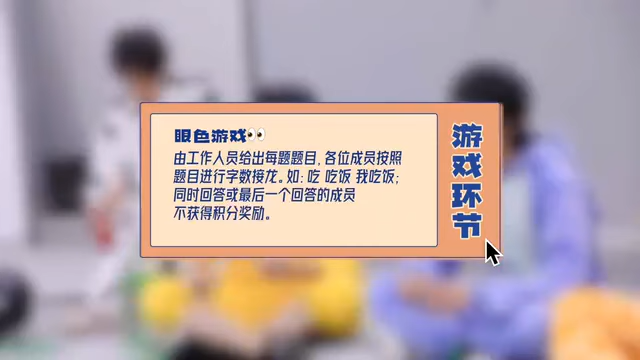 眼色游戏👀
由工作人员给出每题题目,各位成员按照
题目进行字数接龙。如:吃 吃饭 我吃饭;
同时回答或最后一个回答的成员
不获得积分奖励。
游戏环节